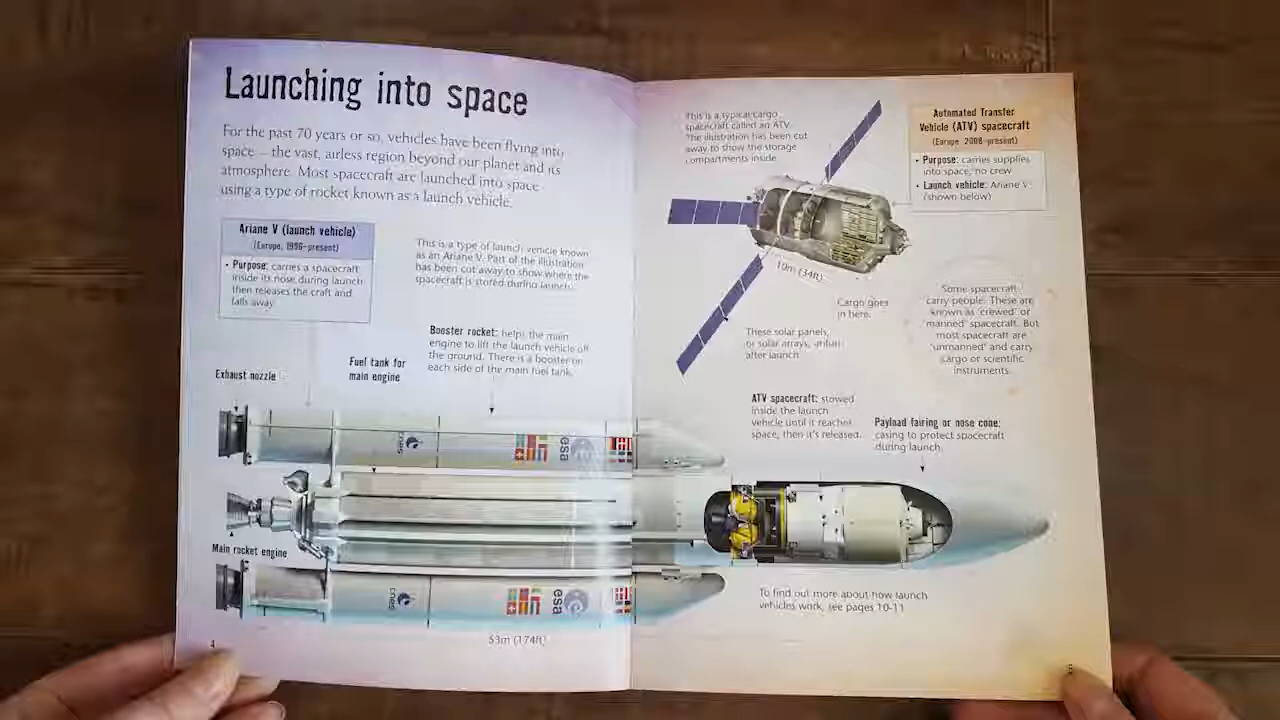 Launching into space
For the past 70 years or so, vehicles have been flying into
space – the vast, airless region beyond our planet and its
atmosphere. Most spacecraft are launched into space
using a type of rocket known as a launch vehicle.
Ariane V (launch vehicle)
(Europe, 1996-present)
• Purpose: carries a spacecraft
inside its nose during launch
then releases the craft and
falls away
This is a type of launch vehicle known
as an Ariane V. Part of the illustration
has been cut away to show where the
spacecraft is stored during launch.
Booster rocket: helps the main
engine to lift the launch vehicle off
the ground. There is a booster on
each side of the main fuel tank.
Fuel tank for
main engine
Exhaust nozzle
cnes
esa
Main rocket engine
cnes
esa
53m (174ft)
4
This is a typical cargo
spacecraft called an ATV.
The illustration has been cut
away to show the storage
compartments inside.
Automated Transfer
Vehicle (ATV) spacecraft
(Europe, 2008-present)
• Purpose: carries supplies
into space, no crew
• Launch vehicle: Ariane V
(shown below)
10m (34ft)
Cargo goes
in here.
These solar panels,
or solar arrays, unfurl
after launch.
Some spacecraft
carry people. These are
known as 'crewed' or
'manned' spacecraft. But
most spacecraft are
'unmanned' and carry
cargo or scientific
instruments.
ATV spacecraft: stowed
inside the launch
vehicle until it reaches
space, then it's released.
Payload fairing or nose cone:
casing to protect spacecraft
during launch
To find out more about how launch
vehicles work, see pages 10-11